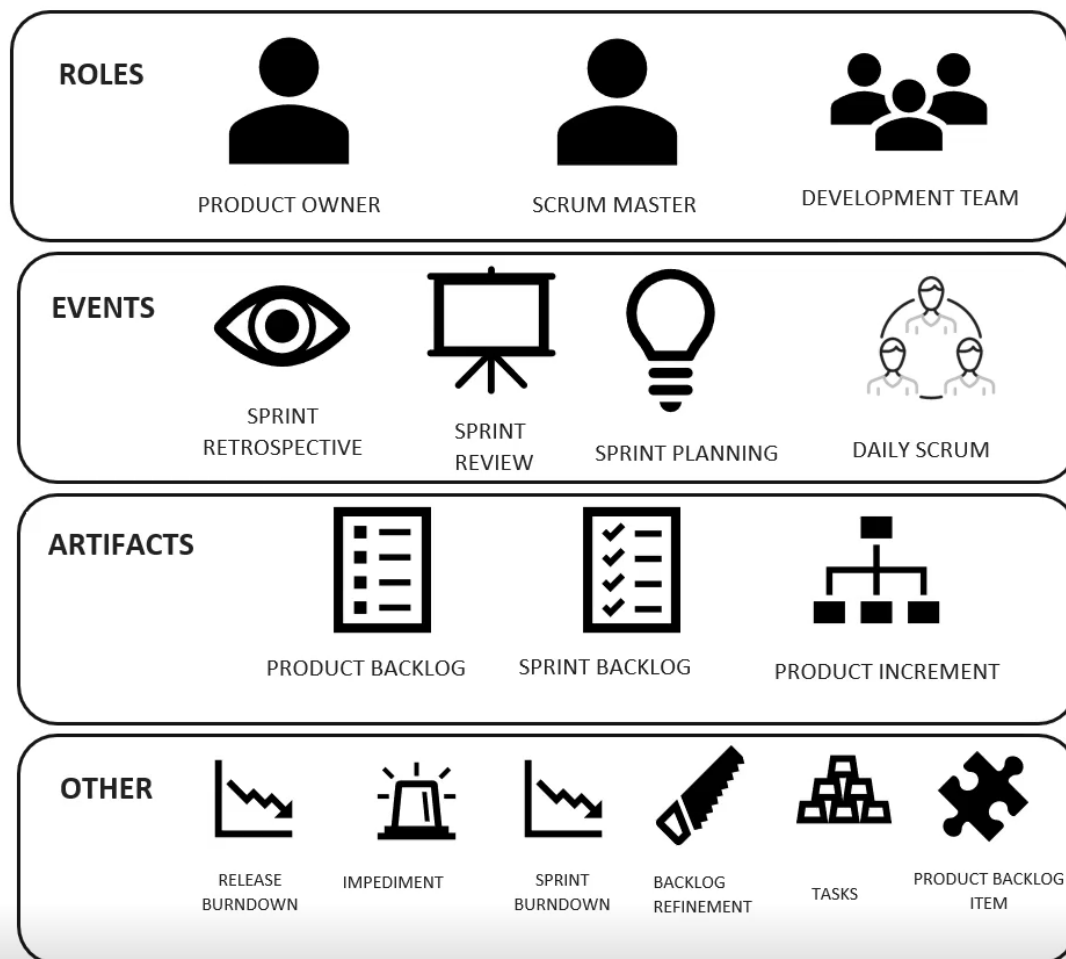 ROLES
PRODUCT OWNER
SCRUM MASTER
DEVELOPMENT TEAM
EVENTS
SPRINT
RETROSPECTIVE
SPRINT
REVIEW
SPRINT PLANNING
DAILY SCRUM
ARTIFACTS
PRODUCT BACKLOG
SPRINT BACKLOG
PRODUCT INCREMENT
OTHER
RELEASE
BURNDOWN
IMPEDIMENT
SPRINT
BURNDOWN
BACKLOG
REFINEMENT
TASKS
PRODUCT BACKLOG
ITEM